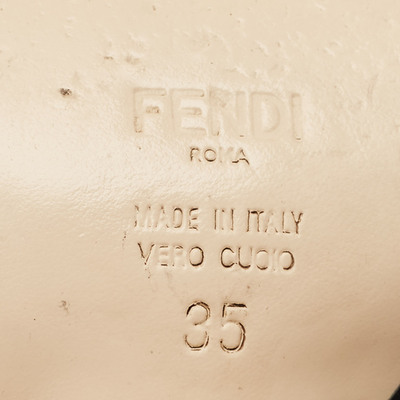 FENDI
ROMA
MADE IN ITALY
VERO CUOIO
35